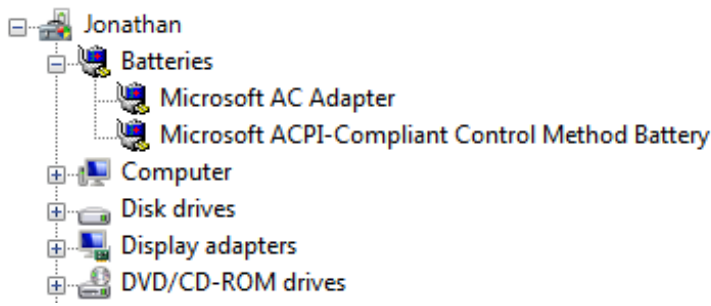 Jonathan
Batteries
Microsoft AC Adapter
Microsoft ACPI-Compliant Control Method Battery
Computer
Disk drives
Display adapters
DVD/CD-ROM drives